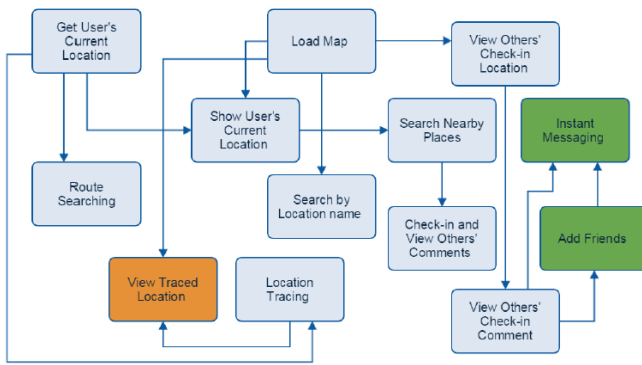 Get User's
Current
Location
Load Map
View Others'
Check-in
Location
Show User's
Current
Location
Search Nearby
Places
Instant
Messaging
Route
Searching
Search by
Location name
Check-in and
View Others'
Comments
Add Friends
View Traced
Location
Location
Tracing
View Others'
Check-in
Comment